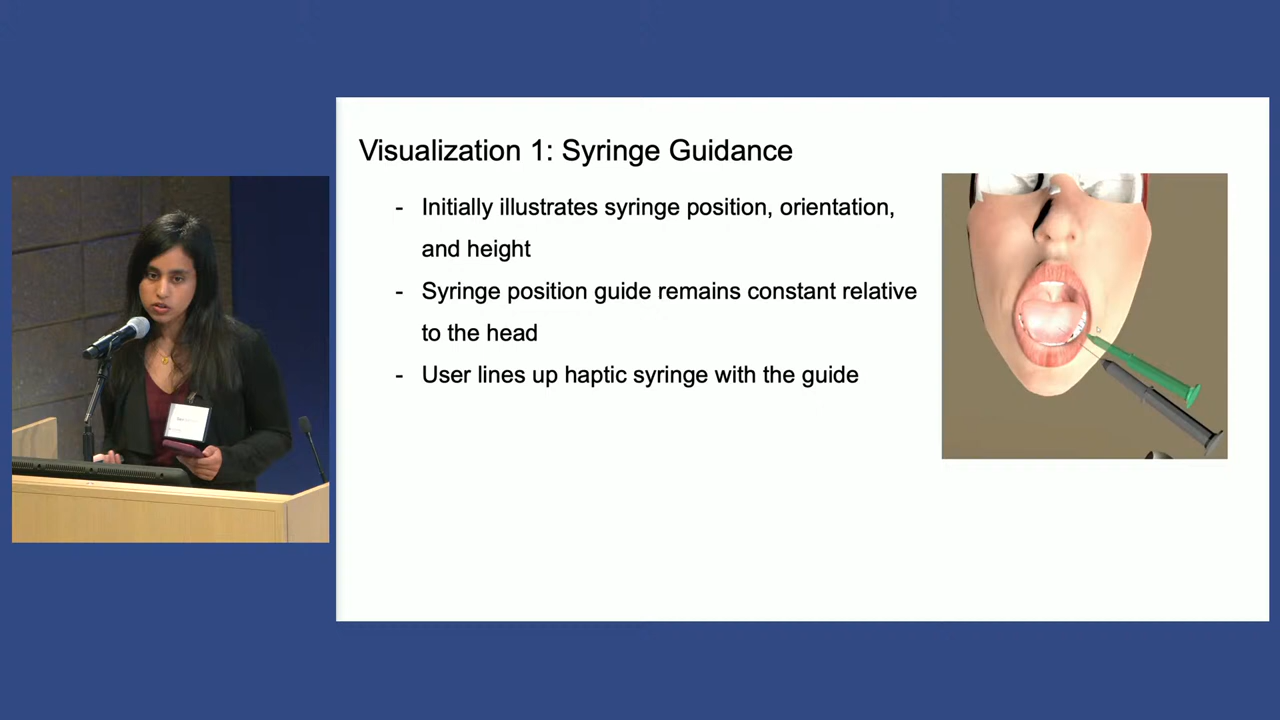 Visualization 1: Syringe Guidance
- Initially illustrates syringe position, orientation,
and height
- Syringe position guide remains constant relative
to the head
- User lines up haptic syringe with the guide